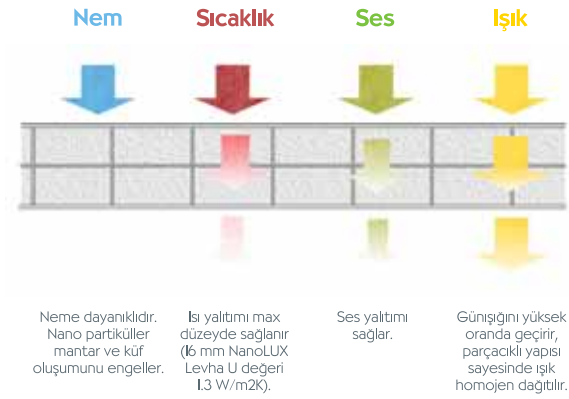 Nem
Sıcaklık
Ses
Işık
Neme dayanıklıdır.
Nano partiküller
mantar ve küf
oluşumunu engeller.
Isı yalıtımı max
düzeyde sağlanır
(16 mm NanoLUX
Levha U değeri
1.3 W/m2K).
Ses yalıtımı
sağlar.
Günışığını yüksek
oranda geçirir,
parçacıklı yapısı
sayesinde ışık
homojen dağıtılır.